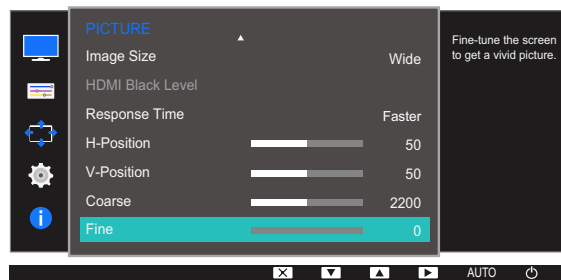 PICTURE
Image Size Wide
HDMI Black Level
Response Time Faster
H-Position 50
V-Position 50
Coarse 2200
Fine 0
Fine-tune the screen
to get a vivid picture.
AUTO